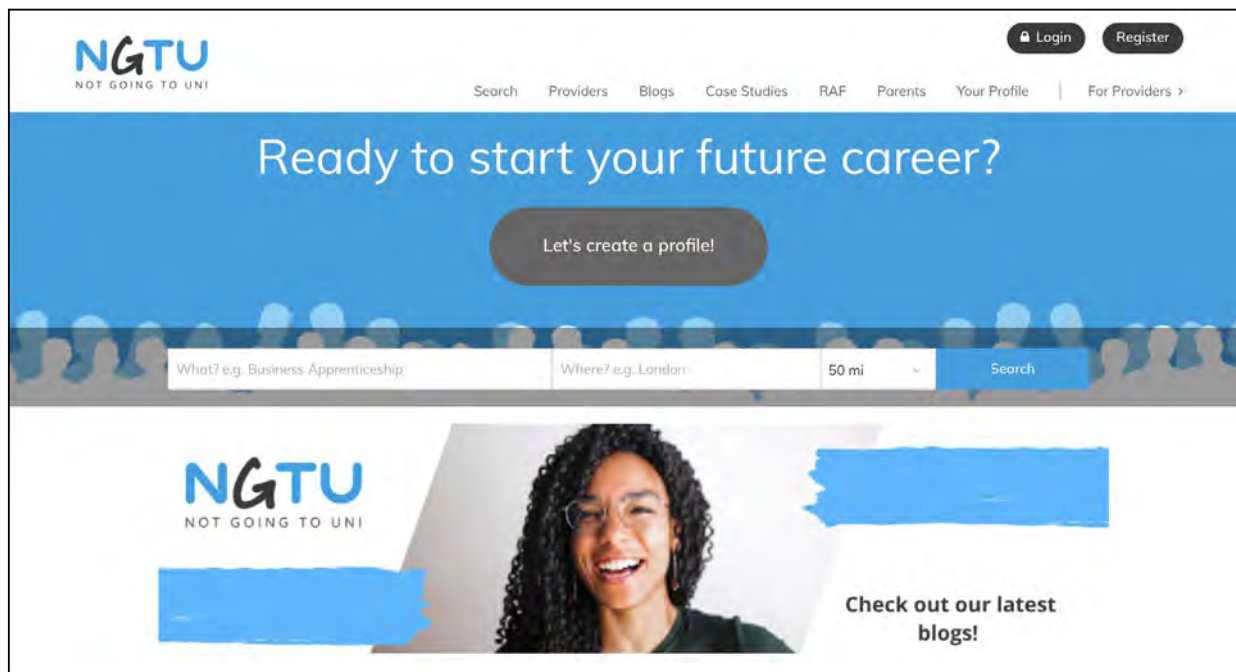 Login
Register
NGTU
NOT GOING TO UNI
Search
Providers
Blogs
Case Studies
RAF
Parents
Your Profile
For Providers >
Ready to start your future career?
Let's create a profile!
What? e.g. Business Apprenticeship
Where? e.g. London
50 mi
Search
NGTU
NOT GOING TO UNI
Check out our latest
blogs!